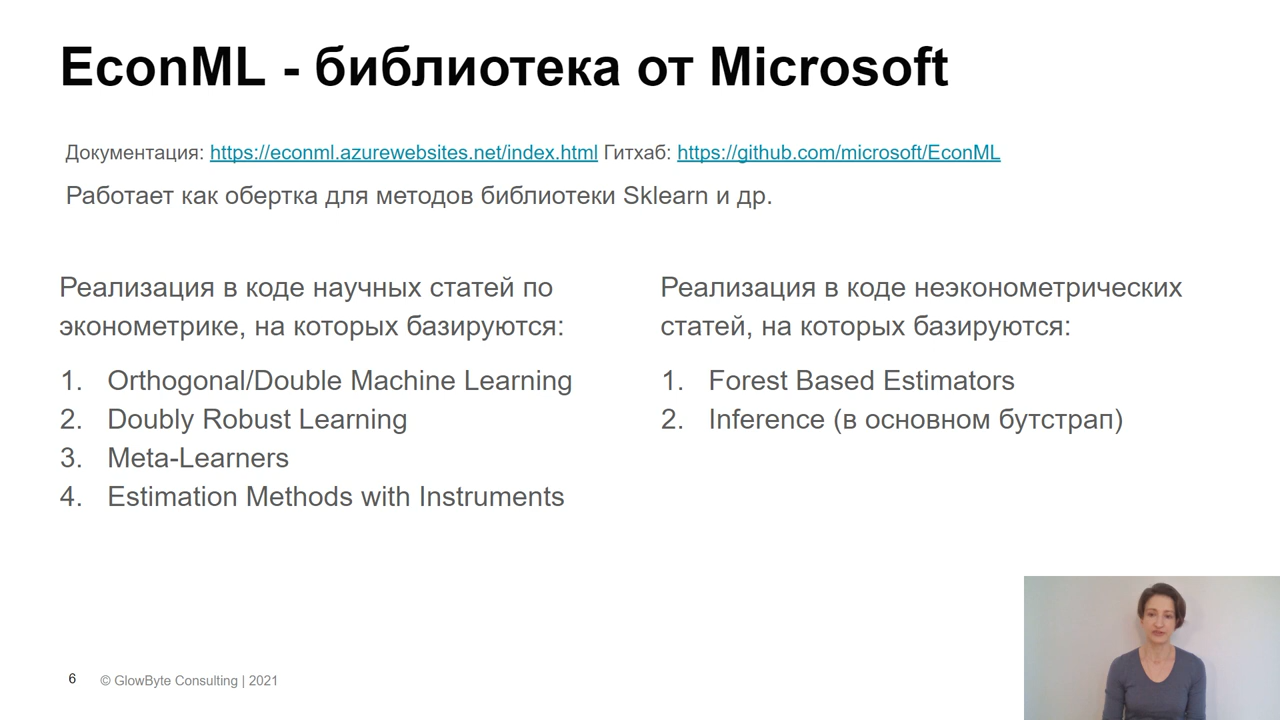 EconML - библиотека от Microsoft
Документация: https://econml.azurewebsites.net/index.html Гитхаб: https://github.com/microsoft/EconML
Работает как обертка для методов библиотеки Sklearn и др.
Реализация в коде научных статей по
эконометрике, на которых базируются:
1. Orthogonal/Double Machine Learning
2. Doubly Robust Learning
3. Meta-Learners
4. Estimation Methods with Instruments
Реализация в коде неэконометрических
статей, на которых базируются:
1. Forest Based Estimators
2. Inference (в основном бутстрап)
6 © GlowByte Consulting | 2021